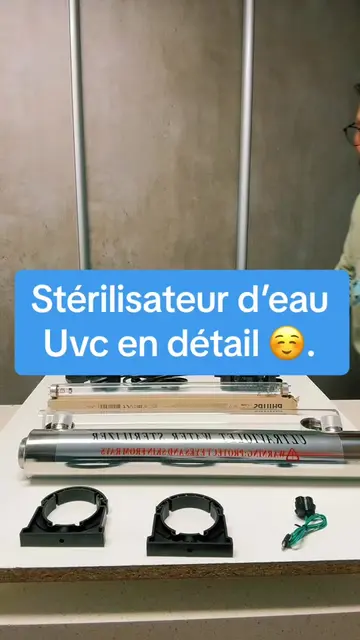 Stérilisateur d'eau
Uvc en détail ☺️.
PHILIPS
ULTRAVIOLET WATER STERILIZER
WARNING: PROTECT EYES AND SKIN FROM RAYS